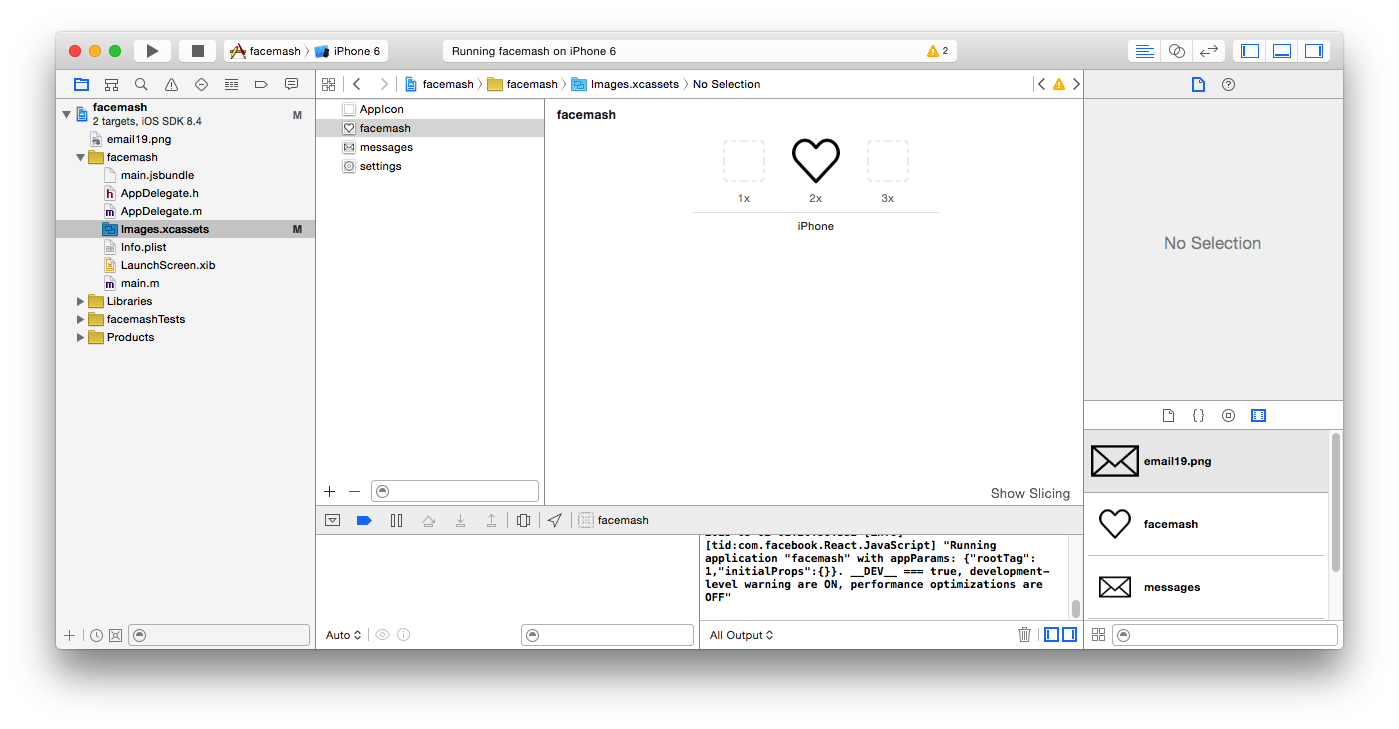 facemash
iPhone 6
Running facemash on iPhone 6
2
facemash
2 targets, iOS SDK 8.4
M
email19.png
facemash
main.jsbundle
AppDelegate.h
AppDelegate.m
Images.xcassets
M
Info.plist
LaunchScreen.xib
main.m
Libraries
facemashTests
Products
facemash
facemash
Images.xcassets
No Selection
AppIcon
facemash
messages
settings
facemash
1x
2x
3x
iPhone
Show Slicing
facemash
[tid:com.facebook.React.JavaScript] "Running
application "facemash" with appParams: {"rootTag":
1,"initialProps":{}}. __DEV__ === true, development-
level warning are ON, performance optimizations are
OFF"
Auto
All Output
No Selection
email19.png
facemash
messages